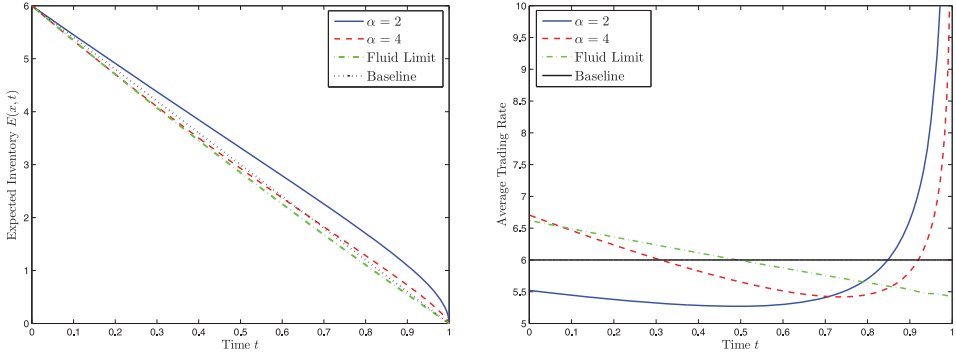 6
5
4
3
2
1
0
Expected Inventory E(x, t)
α = 2
α = 4
Fluid Limit
Baseline
0 0.1 0.2 0.3 0.4 0.5 0.6 0.7 0.8 0.9 1
Time t
10
9.5
9
8.5
8
7.5
7
6.5
6
5.5
5
Average Trading Rate
α = 2
α = 4
Fluid Limit
Baseline
0 0.1 0.2 0.3 0.4 0.5 0.6 0.7 0.8 0.9 1
Time t